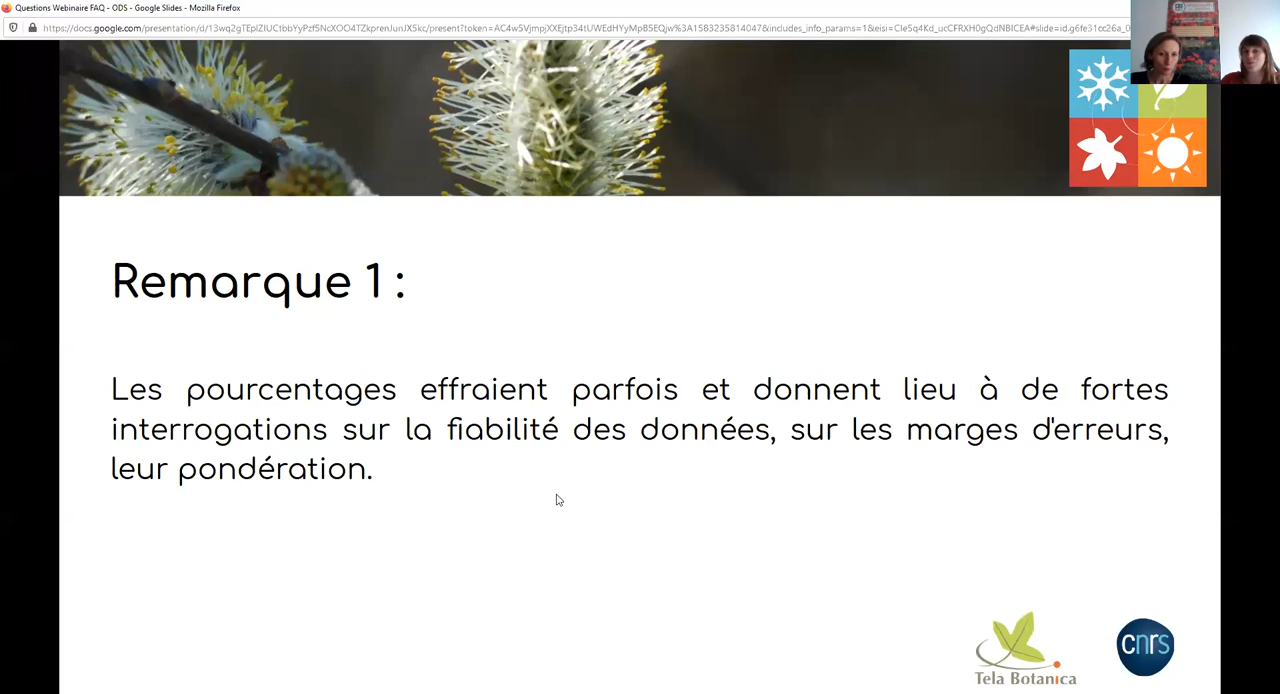 Questions Webinaire FAQ - ODS - Google Slides - Mozilla Firefox
Remarque 1 :
Les pourcentages effraient parfois et donnent lieu à de fortes
interrogations sur la fiabilité des données, sur les marges d'erreurs,
leur pondération.
Tela Botanica
cnrs